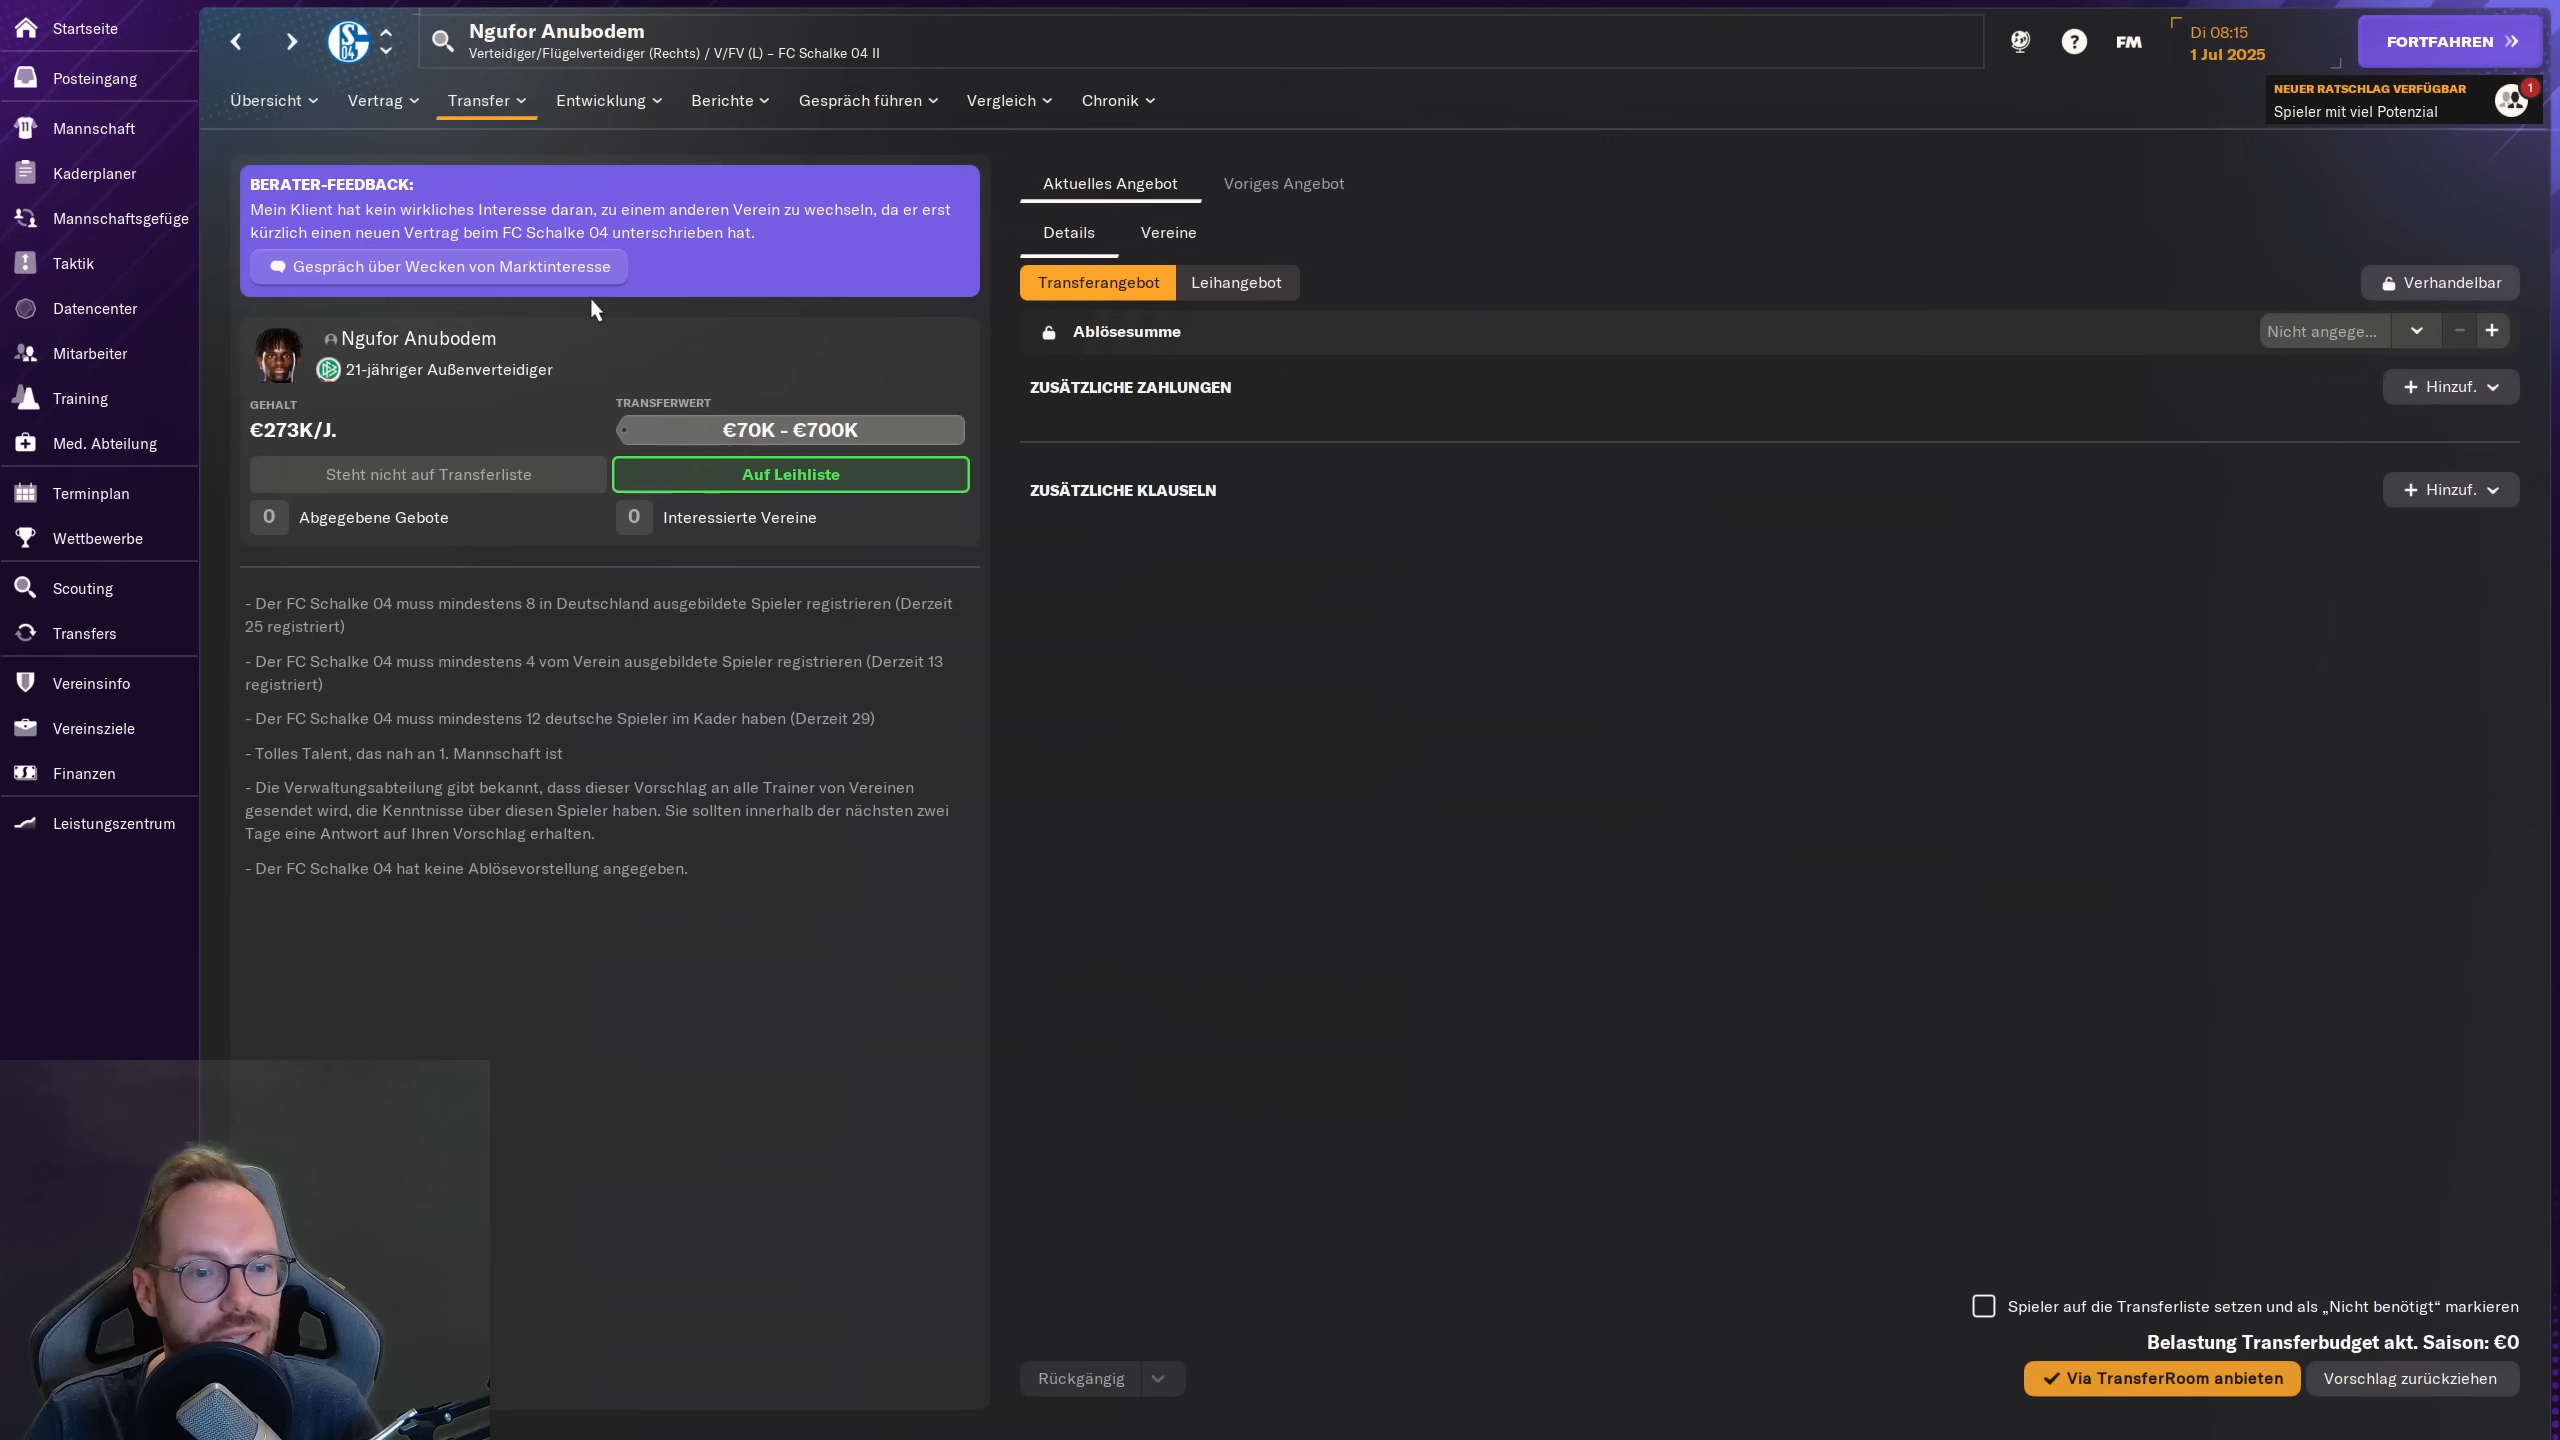 Startseite
Posteingang
Mannschaft
Kaderplaner
Mannschaftsgefüge
Taktik
Datencenter
Mitarbeiter
Training
Med. Abteilung
Terminplan
Wettbewerbe
Scouting
Transfers
Vereinsinfo
Vereinsziele
Finanzen
Leistungszentrum
Ngufor Anubodem
Verteidiger/Flügelverteidiger (Rechts) / V/FV (L) – FC Schalke 04 II
FM
Di 08:15
1 Jul 2025
FORTFAHREN
Übersicht
Vertrag
Transfer
Entwicklung
Berichte
Gespräch führen
Vergleich
Chronik
NEUER RATSCHLAG VERFÜGBAR
Spieler mit viel Potenzial
1
BERATER-FEEDBACK:
Mein Klient hat kein wirkliches Interesse daran, zu einem anderen Verein zu wechseln, da er erst
kürzlich einen neuen Vertrag beim FC Schalke 04 unterschrieben hat.
Gespräch über Wecken von Marktinteresse
Ngufor Anubodem
21-jähriger Außenverteidiger
GEHALT
€273K/J.
TRANSFERWERT
€70K - €700K
Steht nicht auf Transferliste
Auf Leihliste
0 Abgegebene Gebote
0 Interessierte Vereine
- Der FC Schalke 04 muss mindestens 8 in Deutschland ausgebildete Spieler registrieren (Derzeit
25 registriert)
- Der FC Schalke 04 muss mindestens 4 vom Verein ausgebildete Spieler registrieren (Derzeit 13
registriert)
- Der FC Schalke 04 muss mindestens 12 deutsche Spieler im Kader haben (Derzeit 29)
- Tolles Talent, das nah an 1. Mannschaft ist
- Die Verwaltungsabteilung gibt bekannt, dass dieser Vorschlag an alle Trainer von Vereinen
gesendet wird, die Kenntnisse über diesen Spieler haben. Sie sollten innerhalb der nächsten zwei
Tage eine Antwort auf Ihren Vorschlag erhalten.
- Der FC Schalke 04 hat keine Ablösevorstellung angegeben.
Aktuelles Angebot
Voriges Angebot
Details
Vereine
Transferangebot
Leihangebot
Verhandelbar
Ablösesumme
Nicht angege...
ZUSÄTZLICHE ZAHLUNGEN
+ Hinzuf.
ZUSÄTZLICHE KLAUSELN
+ Hinzuf.
Spieler auf die Transferliste setzen und als „Nicht benötigt“ markieren
Belastung Transferbudget akt. Saison: €0
Rückgängig
Via TransferRoom anbieten
Vorschlag zurückziehen